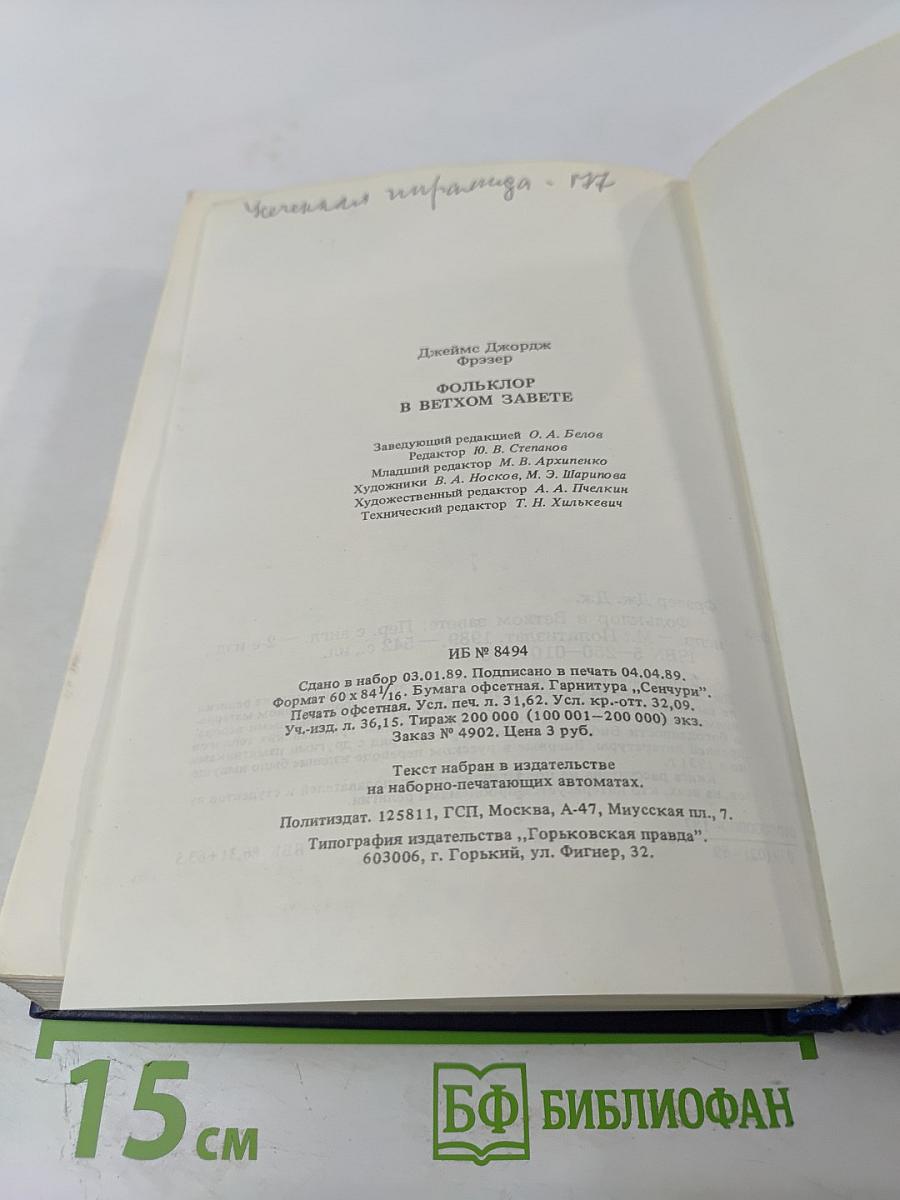 Усеченная пирамида - 177
Джеймс Джордж
Фрэзер
ФОЛЬКЛОР
В ВЕТХОМ ЗАВЕТЕ
Заведующий редакцией О. А. Белов
Редактор Ю. В. Степанов
Младший редактор М. В. Архипенко
Художники В. А. Носков, М. Э. Шарипова
Художественный редактор А. А. Пчелкин
Технический редактор Т. Н. Хилькевич
ИБ № 8494
Сдано в набор 03.01.89. Подписано в печать 04.04.89.
Формат 60 x 84 1/16. Бумага офсетная. Гарнитура ,,Сенчури".
Печать офсетная. Усл. печ. л. 31,62. Усл. кр.-отт. 32,09.
Уч.-изд. л. 36,15. Тираж 200 000 (100 001—200 000) экз.
Заказ № 4902. Цена 3 руб.
Текст набран в издательстве
на наборно-печатающих автоматах.
Политиздат. 125811, ГСП, Москва, А-47, Миусская пл., 7.
Типография издательства ,,Горьковская правда".
603006, г. Горький, ул. Фигнер, 32.
15 см
БФ БИБЛИОФАН